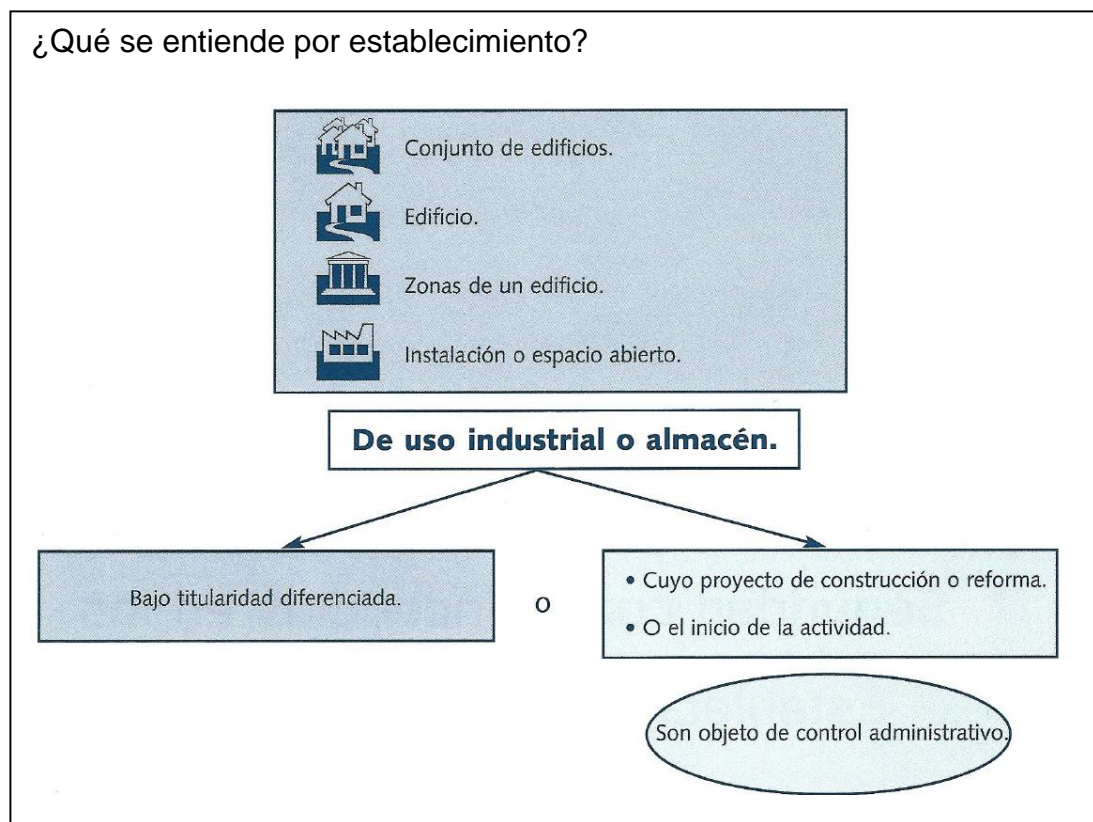 ¿Qué se entiende por establecimiento?
Conjunto de edificios.
Edificio.
Zonas de un edificio.
Instalación o espacio abierto.
De uso industrial o almacén.
Bajo titularidad diferenciada.
o
• Cuyo proyecto de construcción o reforma.
• O el inicio de la actividad.
Son objeto de control administrativo.